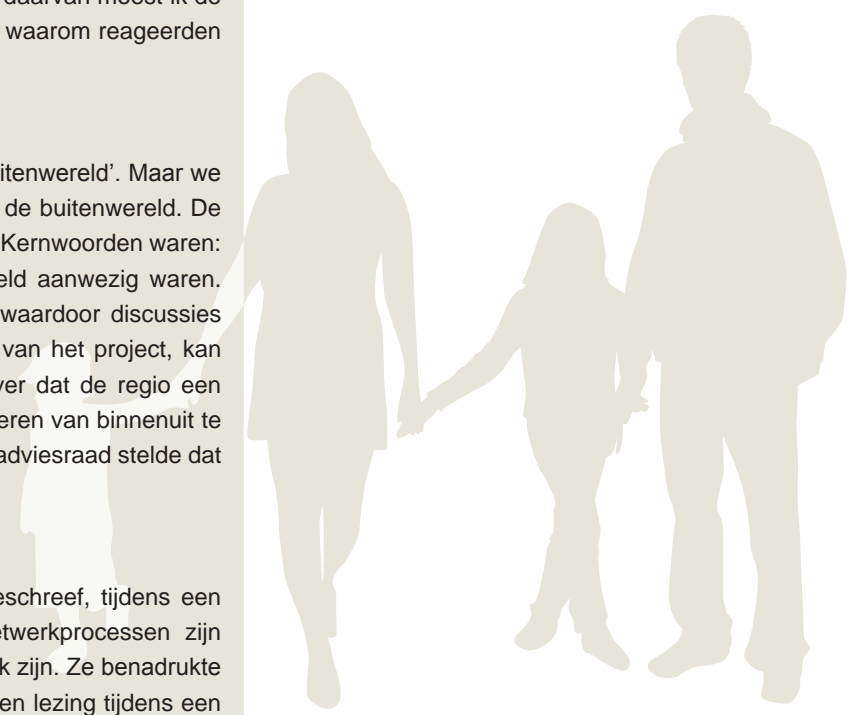 daarvan moest ik de
waarom reageerden
itenwereld’. Maar we
de buitenwereld. De
Kernwoorden waren:
eld aanwezig waren.
waardoor discussies
van het project, kan
ver dat de regio een
eren van binnenuit te
adviesraad stelde dat
eschreef, tijdens een
etwerkprocessen zijn
k zijn. Ze benadrukte
en lezing tijdens een